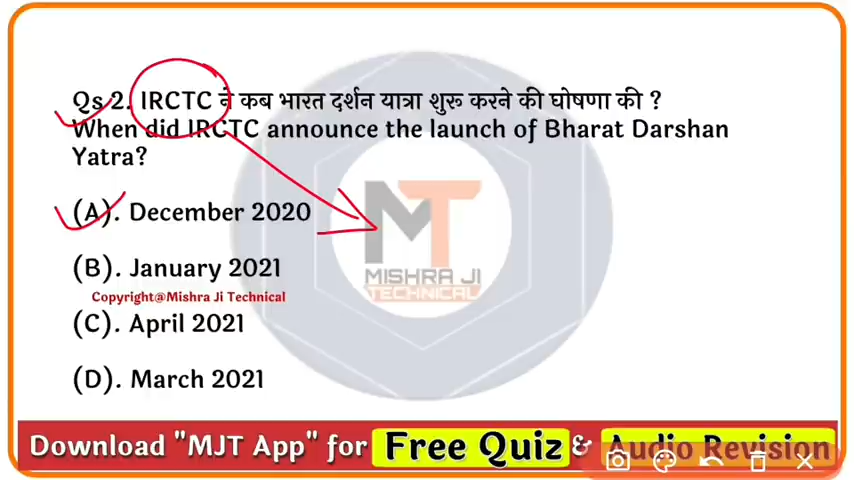 Qs 2. IRCTC ने कब भारत दर्शन यात्रा शुरू करने की घोषणा की ?
When did IRCTC announce the launch of Bharat Darshan
Yatra?
(A). December 2020
(B). January 2021
Copyright@Mishra Ji Technical
(C). April 2021
(D). March 2021
MT
MISHRA JI
TECHNICAL
Download "MJT App" for Free Quiz & Audio Revision